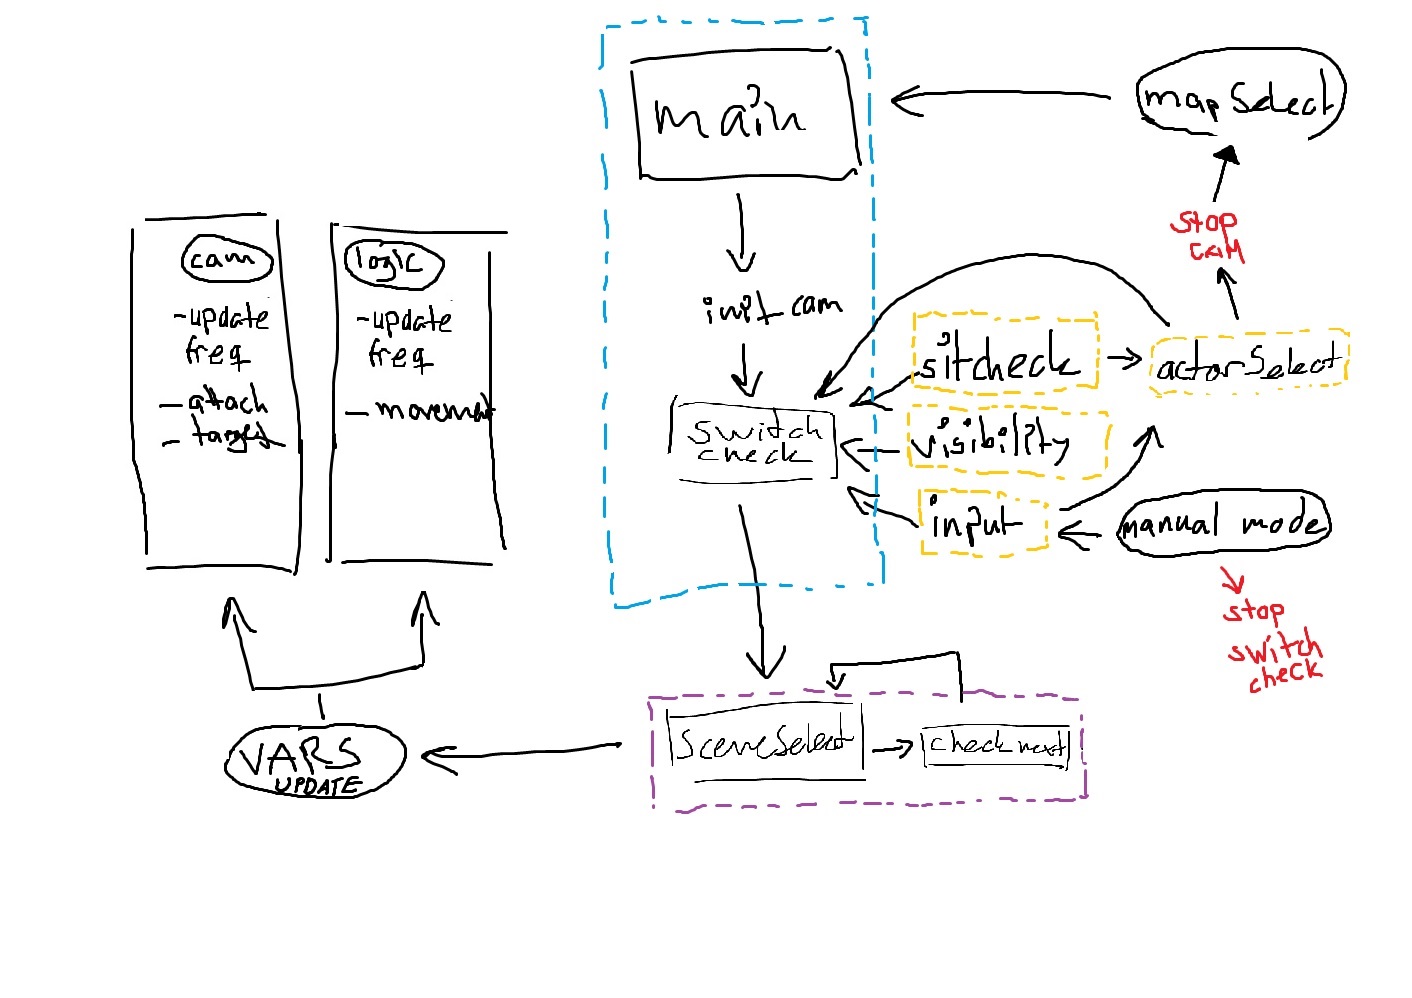 main
mapSelect
stop
cam
cam
logic
-update
freq
- attach
- target
-update
freq
- movement
init cam
sitcheck
actorSelect
switch
check
visibility
input
manual mode
stop
switch
check
SceneSelect
check next
VARS
UPDATE